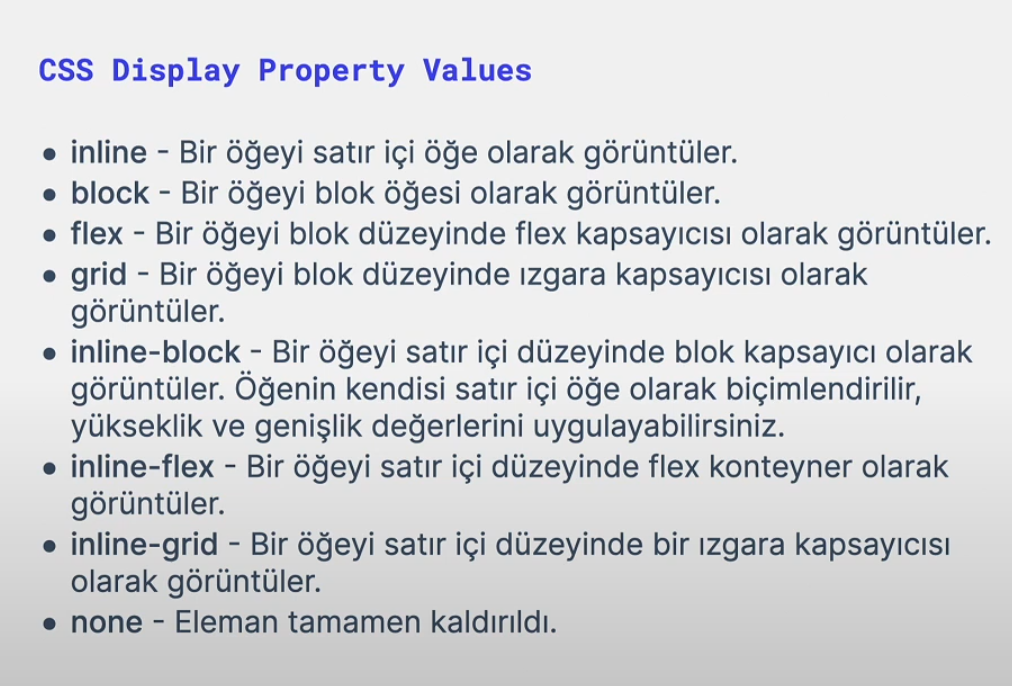 CSS Display Property Values
• inline - Bir öğeyi satır içi öğe olarak görüntüler.
• block - Bir öğeyi blok öğesi olarak görüntüler.
• flex - Bir öğeyi blok düzeyinde flex kapsayıcısı olarak görüntüler.
• grid - Bir öğeyi blok düzeyinde ızgara kapsayıcısı olarak
görüntüler.
• inline-block - Bir öğeyi satır içi düzeyinde blok kapsayıcı olarak
görüntüler. Öğenin kendisi satır içi öğe olarak biçimlendirilir,
yükseklik ve genişlik değerlerini uygulayabilirsiniz.
• inline-flex - Bir öğeyi satır içi düzeyinde flex konteyner olarak
görüntüler.
• inline-grid - Bir öğeyi satır içi düzeyinde bir ızgara kapsayıcısı
olarak görüntüler.
• none - Eleman tamamen kaldırıldı.